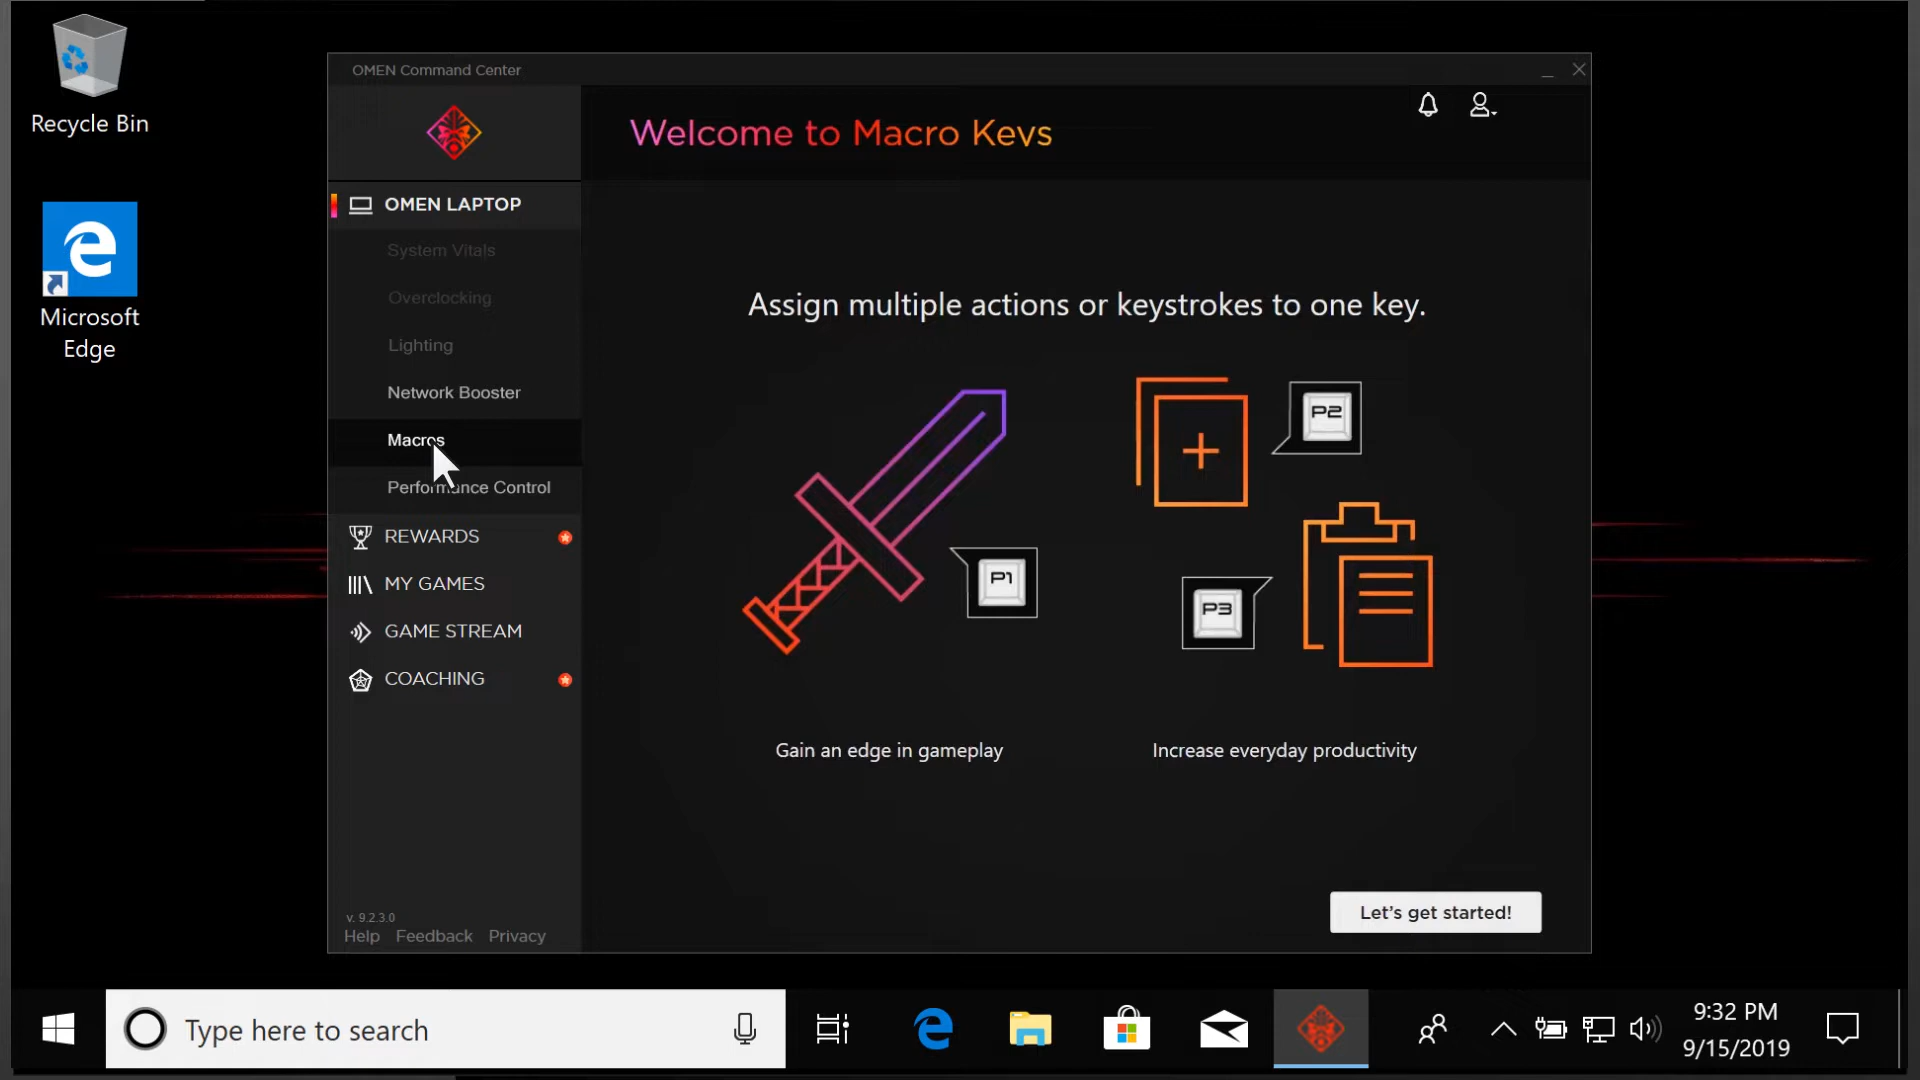 Recycle Bin
Microsoft
Edge
OMEN Command Center
Welcome to Macro Keys
OMEN LAPTOP
System Vitals
Overclocking
Lighting
Network Booster
Macros
Performance Control
REWARDS
MY GAMES
GAME STREAM
COACHING
v. 9.2.3.0
Help Feedback Privacy
Assign multiple actions or keystrokes to one key.
P1
P2
P3
Gain an edge in gameplay
Increase everyday productivity
Let's get started!
Type here to search
9:32 PM
9/15/2019